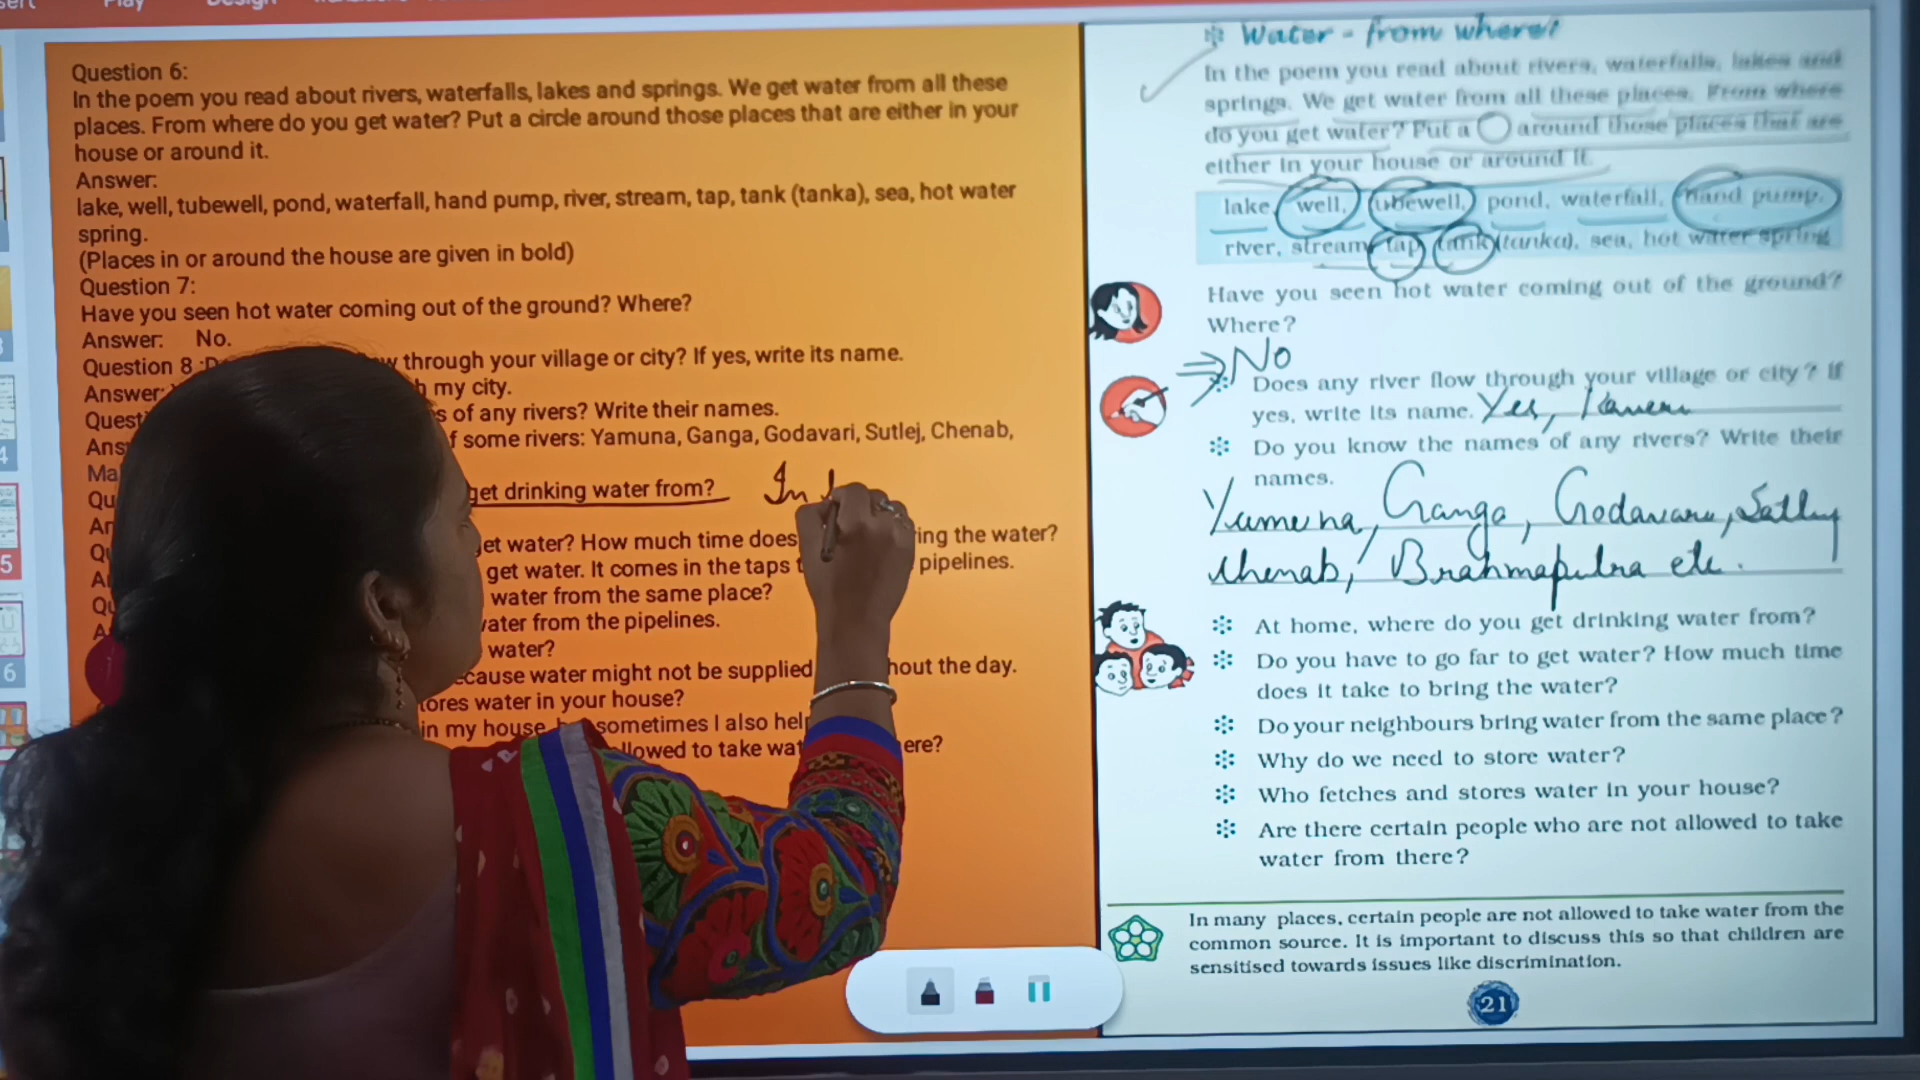 Play
Design
Question 6:
In the poem you read about rivers, waterfalls, lakes and springs. We get water from all these
places. From where do you get water? Put a circle around those places that are either in your
house or around it.
Answer:
lake, well, tubewell, pond, waterfall, hand pump, river, stream, tap, tank (tanka), sea, hot water
spring.
(Places in or around the house are given in bold)
Question 7:
Have you seen hot water coming out of the ground? Where?
Answer: No.
Question 8 through your village or city? If yes, write its name.
Answer: my city.
of any rivers? Write their names.
some rivers: Yamuna, Ganga, Godavari, Sutlej, Chenab,
get drinking water from? In
get water? How much time does the water?
get water. It comes in the taps pipelines.
water from the same place?
water from the pipelines.
water?
because water might not be supplied the day.
stores water in your house?
in my house sometimes I also
allowed to take
5
6
Water - from where?
In the poem you read about rivers, waterfalls, lakes and
springs. We get water from all these places. From where
do you get water? Put a around those places that are
either in your house or around it.
lake, well, tubewell, pond, waterfall, hand pump,
river, stream, tap, tank (tanka), sea, hot water spring
Have you seen hot water coming out of the ground?
Where?
No
Does any river flow through your village or city? If
yes, write its name. Yes, Kaveri
Do you know the names of any rivers? Write their
names.
Yamuna, Ganga, Godavari, Satluj
chenab, Brahmaputra etc.
At home, where do you get drinking water from?
Do you have to go far to get water? How much time
does it take to bring the water?
Do your neighbours bring water from the same place?
Why do we need to store water?
Who fetches and stores water in your house?
Are there certain people who are not allowed to take
water from there?
In many places, certain people are not allowed to take water from the
common source. It is important to discuss this so that children are
sensitised towards issues like discrimination.
21